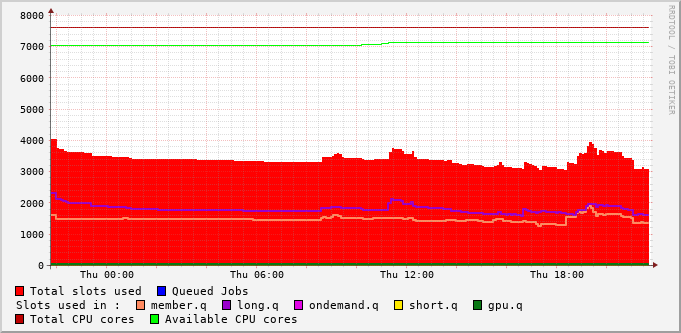 RRDTOOL / TOBI OETIKER
8000
7000
6000
5000
4000
3000
2000
1000
0
Thu 00:00 Thu 06:00 Thu 12:00 Thu 18:00
Total slots used Queued Jobs
Slots used in : member.q long.q ondemand.q short.q gpu.q
Total CPU cores Available CPU cores